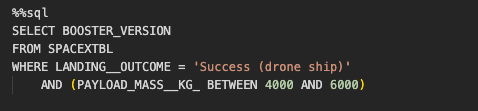 %%sql
SELECT BOOSTER_VERSION
FROM SPACEXTBL
WHERE LANDING__OUTCOME = 'Success (drone ship)'
    AND (PAYLOAD_MASS__KG_ BETWEEN 4000 AND 6000)